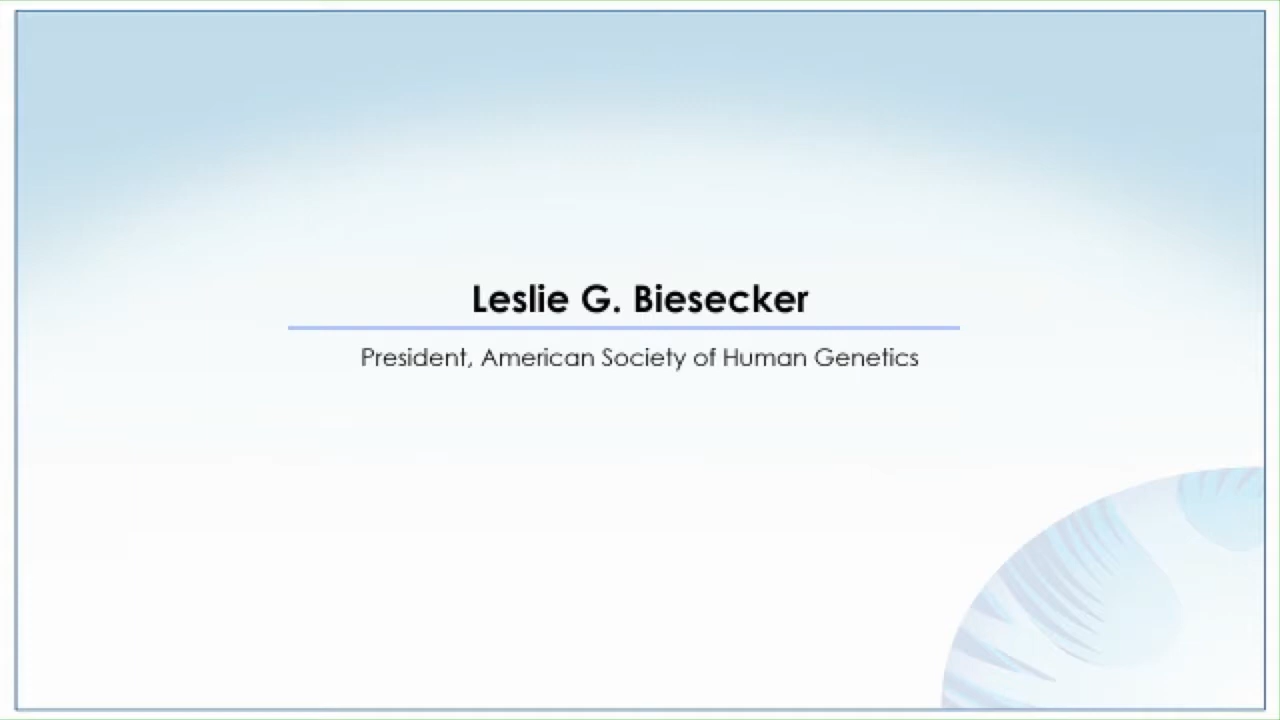 Leslie G. Biesecker
President, American Society of Human Genetics